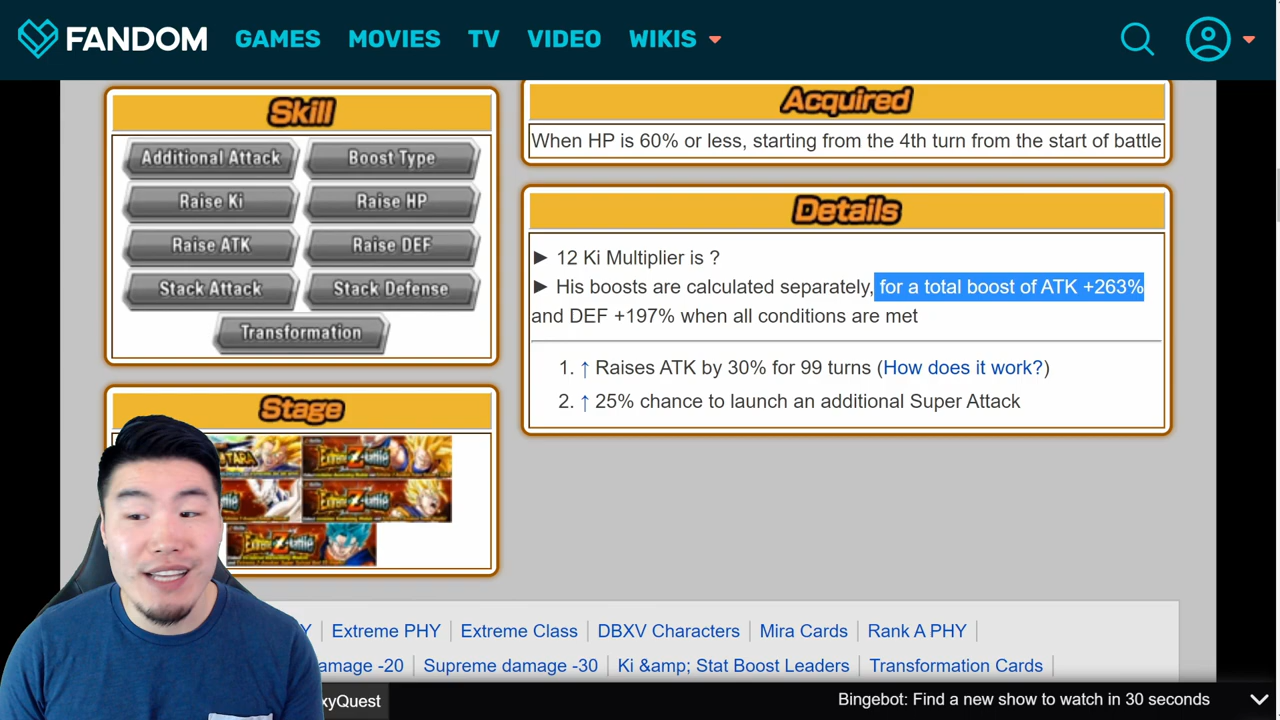 FANDOM GAMES MOVIES TV VIDEO WIKIS
Skill
Additional Attack Boost Type
Raise Ki Raise HP
Raise ATK Raise DEF
Stack Attack Stack Defense
Transformation
Stage
Acquired
When HP is 60% or less, starting from the 4th turn from the start of battle
Details
► 12 Ki Multiplier is ?
► His boosts are calculated separately, for a total boost of ATK +263%
and DEF +197% when all conditions are met
1. ↑ Raises ATK by 30% for 99 turns (How does it work?)
2. ↑ 25% chance to launch an additional Super Attack
Y Extreme PHY Extreme Class DBXV Characters Mira Cards Rank A PHY
amage -20 Supreme damage -30 Ki &amp; Stat Boost Leaders Transformation Cards
xyQuest
Bingebot: Find a new show to watch in 30 seconds